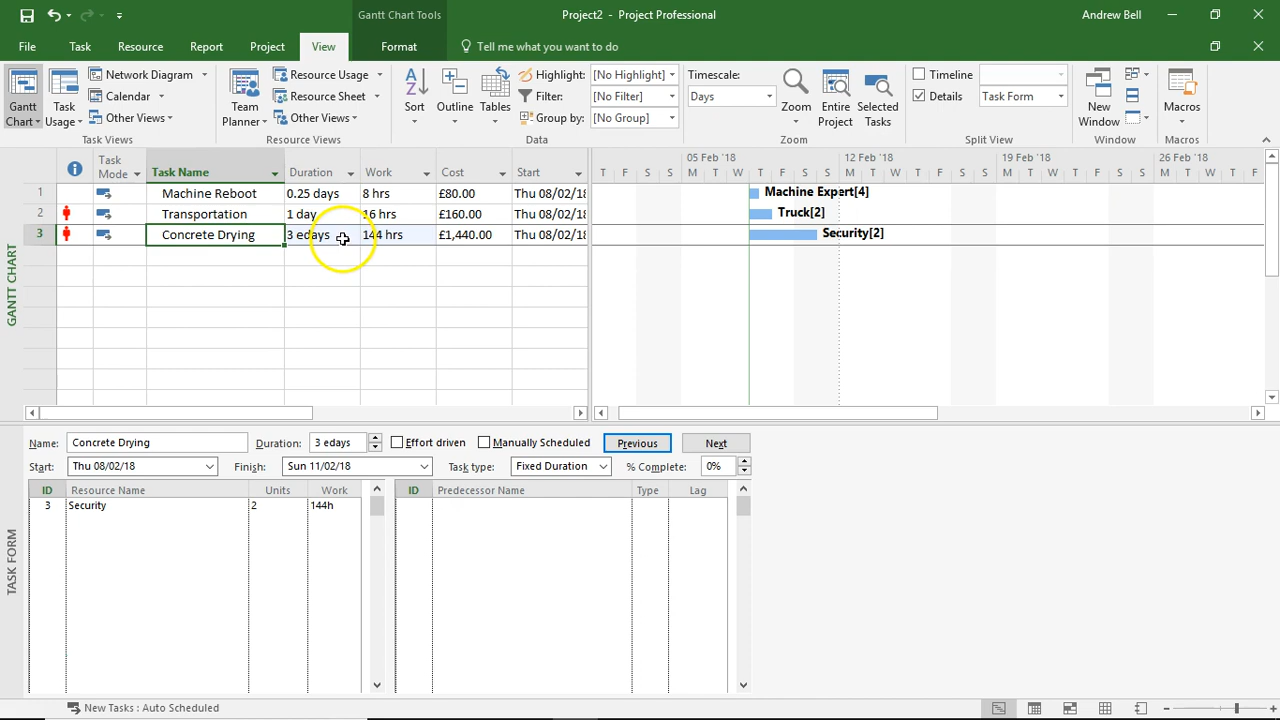 Gantt Chart Tools
Project2 - Project Professional
Andrew Bell
File Task Resource Report Project View Format Tell me what you want to do
Gantt Chart
Task Usage
Network Diagram
Calendar
Other Views
Task Views
Team Planner
Resource Usage
Resource Sheet
Other Views
Resource Views
Sort
Outline
Tables
Highlight: [No Highlight]
Filter: [No Filter]
Group by: [No Group]
Data
Timescale:
Days
Zoom
Entire Project
Selected Tasks
Zoom
Timeline
Details Task Form
Split View
New Window
Window
Macros
Macros
GANTT CHART
Task Mode Task Name Duration Work Cost Start
1 Machine Reboot 0.25 days 8 hrs £80.00 Thu 08/02/18
2 Transportation 1 day 16 hrs £160.00 Thu 08/02/18
3 Concrete Drying 3 edays 144 hrs £1,440.00 Thu 08/02/18
05 Feb '18 12 Feb '18 19 Feb '18 26 Feb '18
T F S S M T W T F S S M T W T F S S M T W T F S S M T W T F
Machine Expert[4]
Truck[2]
Security[2]
TASK FORM
Name: Concrete Drying Duration: 3 edays Effort driven Manually Scheduled Previous Next
Start: Thu 08/02/18 Finish: Sun 11/02/18 Task type: Fixed Duration % Complete: 0%
ID Resource Name Units Work ID Predecessor Name Type Lag
3 Security 2 144h
New Tasks : Auto Scheduled